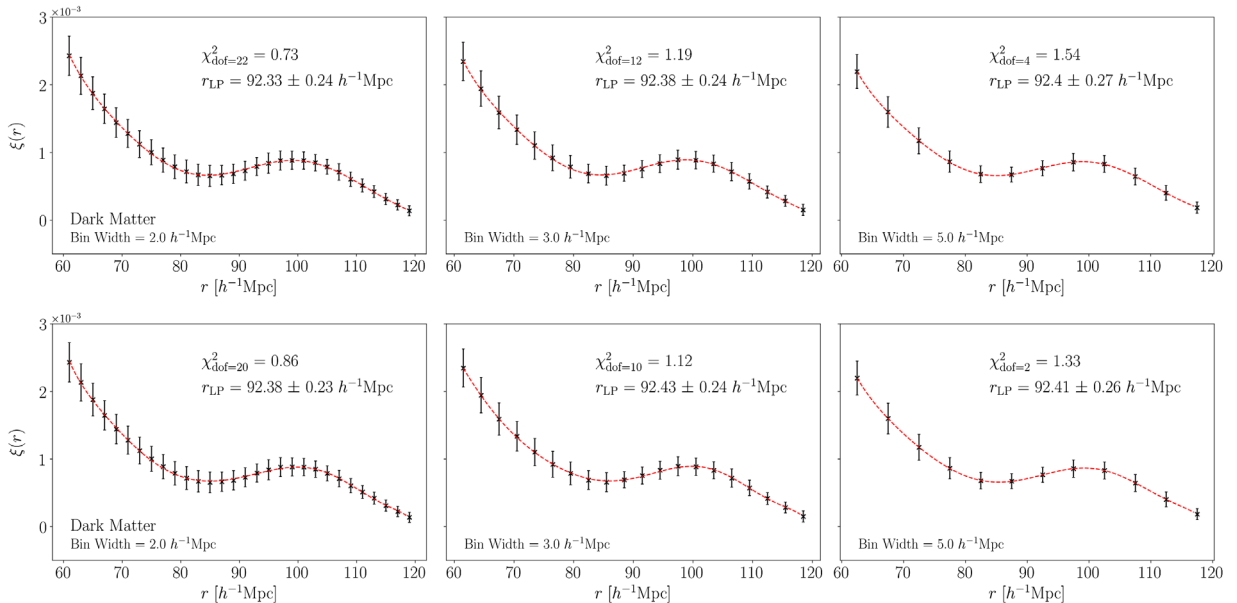 ×10⁻³
3
2
1
0
ξ(r)
χ²dof=22 = 0.73
rLP = 92.33 ± 0.24 h⁻¹Mpc
Dark Matter
Bin Width = 2.0 h⁻¹Mpc
60 70 80 90 100 110 120
r [h⁻¹Mpc]
χ²dof=12 = 1.19
rLP = 92.38 ± 0.24 h⁻¹Mpc
Bin Width = 3.0 h⁻¹Mpc
60 70 80 90 100 110 120
r [h⁻¹Mpc]
χ²dof=4 = 1.54
rLP = 92.4 ± 0.27 h⁻¹Mpc
Bin Width = 5.0 h⁻¹Mpc
60 70 80 90 100 110 120
r [h⁻¹Mpc]
×10⁻³
3
2
1
0
ξ(r)
χ²dof=20 = 0.86
rLP = 92.38 ± 0.23 h⁻¹Mpc
Dark Matter
Bin Width = 2.0 h⁻¹Mpc
60 70 80 90 100 110 120
r [h⁻¹Mpc]
χ²dof=10 = 1.12
rLP = 92.43 ± 0.24 h⁻¹Mpc
Bin Width = 3.0 h⁻¹Mpc
60 70 80 90 100 110 120
r [h⁻¹Mpc]
χ²dof=2 = 1.33
rLP = 92.41 ± 0.26 h⁻¹Mpc
Bin Width = 5.0 h⁻¹Mpc
60 70 80 90 100 110 120
r [h⁻¹Mpc]